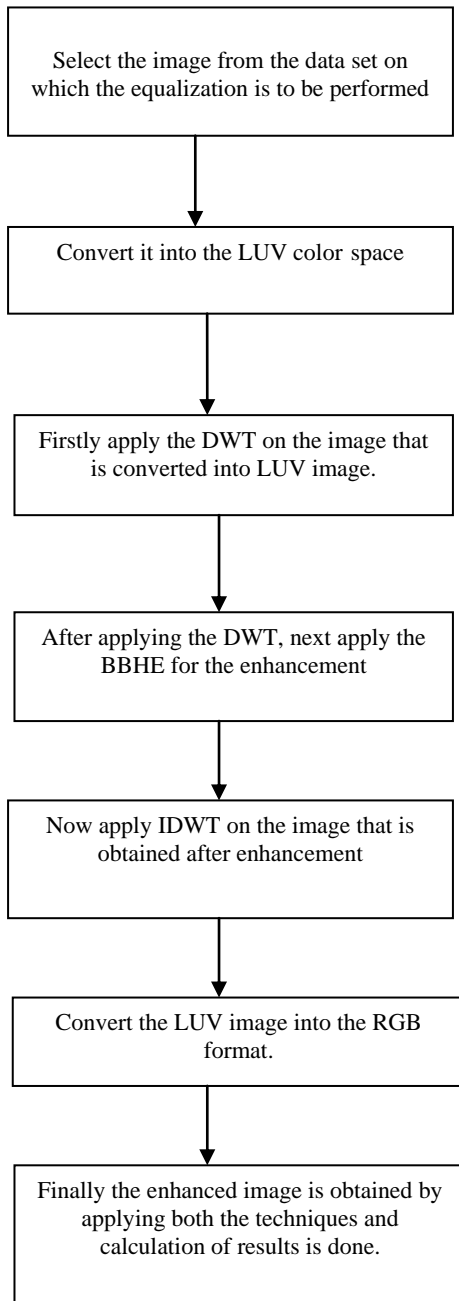 Select the image from the data set on
which the equalization is to be performed
Convert it into the LUV color space
Firstly apply the DWT on the image that
is converted into LUV image.
After applying the DWT, next apply the
BBHE for the enhancement
Now apply IDWT on the image that is
obtained after enhancement
Convert the LUV image into the RGB
format.
Finally the enhanced image is obtained by
applying both the techniques and
calculation of results is done.